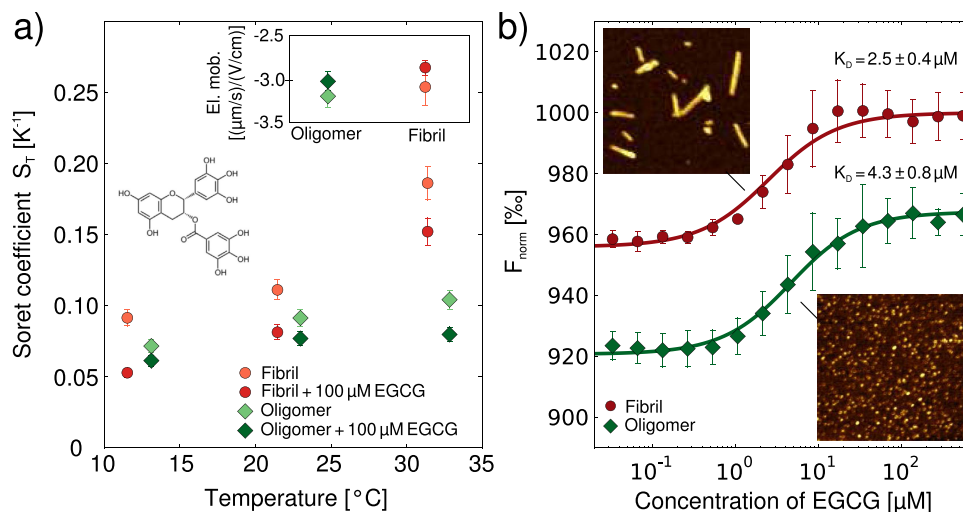 a)
Soret coefficient S_T [K⁻¹]
0.25
0.20
0.15
0.10
0.05
0
10 15 20 25 30 35
Temperature [°C]
El. mob.
[(μm/s)/(V/cm)]
-2.5
-3.0
-3.5
Oligomer Fibril
OH
OH
HO
O
OH
OH
O
O
OH
OH
OH
Fibril
Fibril + 100 μM EGCG
Oligomer
Oligomer + 100 μM EGCG
b)
F_norm [‰]
1020
1000
980
960
940
920
900
K_D = 2.5 ± 0.4 μM
K_D = 4.3 ± 0.8 μM
Fibril
Oligomer
10⁻¹ 10⁰ 10¹ 10²
Concentration of EGCG [μM]